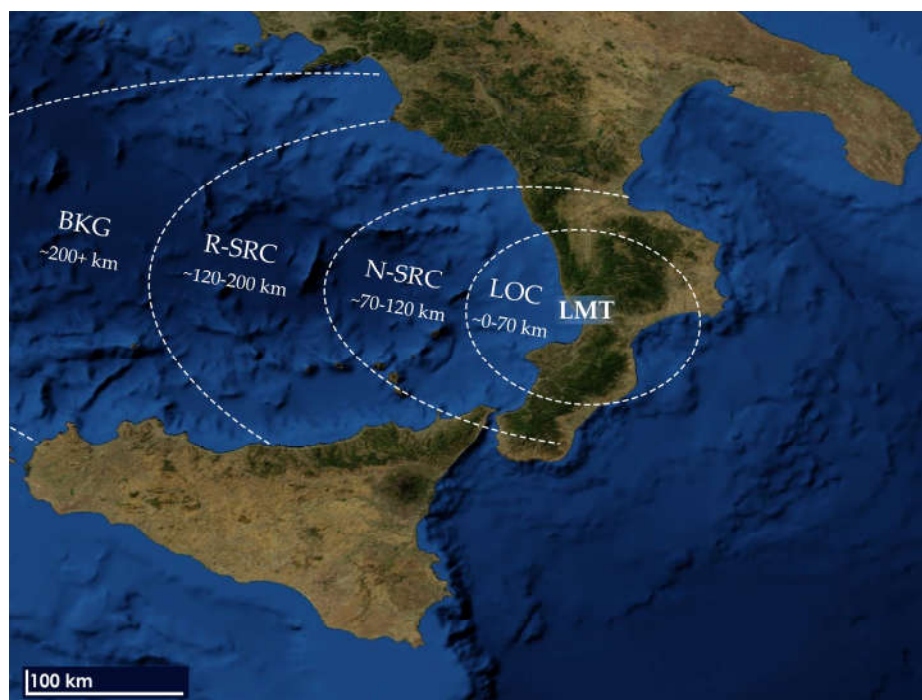 BKG
~200+ km
R-SRC
~120-200 km
N-SRC
~70-120 km
LOC
~0-70 km
LMT
100 km